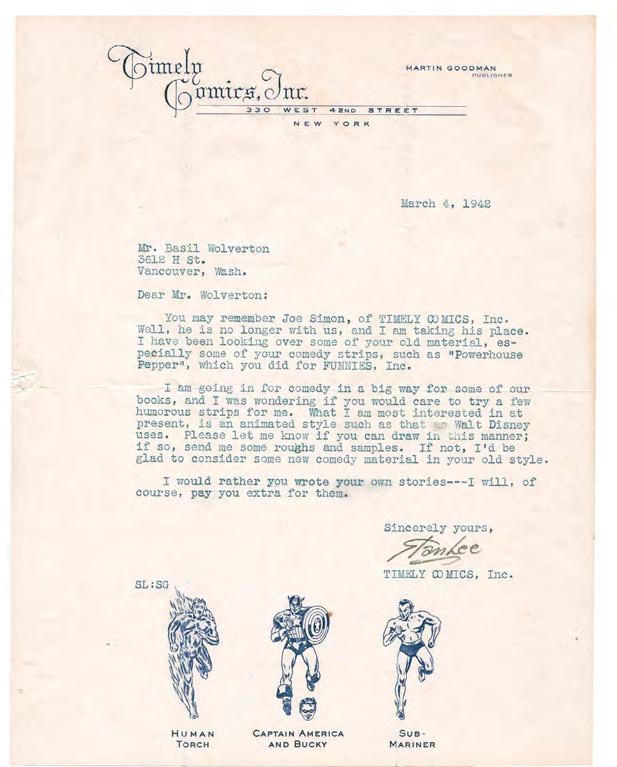 Timely
Comics, Inc.
MARTIN GOODMAN
PUBLISHER
330 WEST 42ND STREET
NEW YORK
March 4, 1942
Mr. Basil Wolverton
3612 H St.
Vancouver, Wash.
Dear Mr. Wolverton:
You may remember Joe Simon, of TIMELY COMICS, Inc.
Well, he is no longer with us, and I am taking his place.
I have been looking over some of your old material, es-
pecially some of your comedy strips, such as "Powerhouse
Pepper", which you did for FUNNIES, Inc.
I am going in for comedy in a big way for some of our
books, and I was wondering if you would care to try a few
humorous strips for me. What I am most interested in at
present, is an animated style such as that Walt Disney
uses. Please let me know if you can draw in this manner;
if so, send me some roughs and samples. If not, I'd be
glad to consider some new comedy material in your old style.
I would rather you wrote your own stories---I will, of
course, pay you extra for them.
Sincerely yours,
Stan Lee
TIMELY COMICS, Inc.
SL:SG
HUMAN
TORCH
CAPTAIN AMERICA
AND BUCKY
SUB-
MARINER